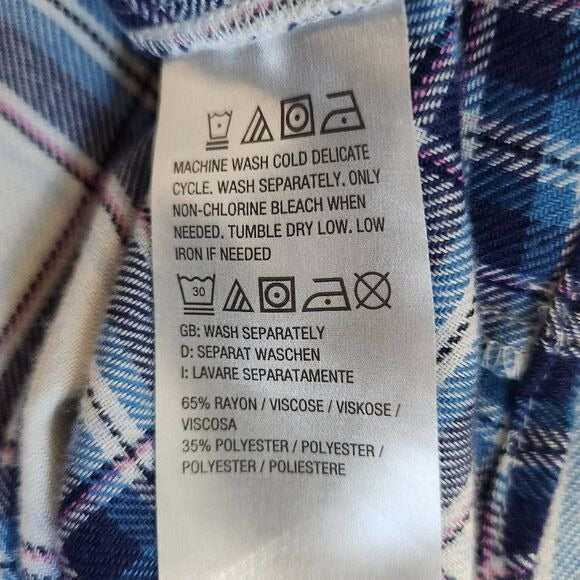 MACHINE WASH COLD DELICATE
CYCLE. WASH SEPARATELY. ONLY
NON-CHLORINE BLEACH WHEN
NEEDED. TUMBLE DRY LOW. LOW
IRON IF NEEDED
30
GB: WASH SEPARATELY
D: SEPARAT WASCHEN
I: LAVARE SEPARATAMENTE
65% RAYON / VISCOSE / VISKOSE /
VISCOSA
35% POLYESTER / POLYESTER /
POLYESTER / POLIESTERE